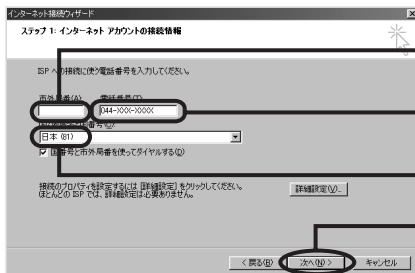 インターネット接続ウィザード
ステップ 1: インターネット アカウントの接続情報
ISP への接続に使う電話番号を入力してください。
市外局番(A) 電話番号(T)
044-XXX-XXXX
日本 (81)
国番号と市外局番を使ってダイヤルする(D)
接続のプロパティを設定するには [詳細設定] をクリックしてください。
ほとんどの ISP では、詳細設定は必要ありません。
詳細設定(V)...
< 戻る(B) 次へ(N) > キャンセル